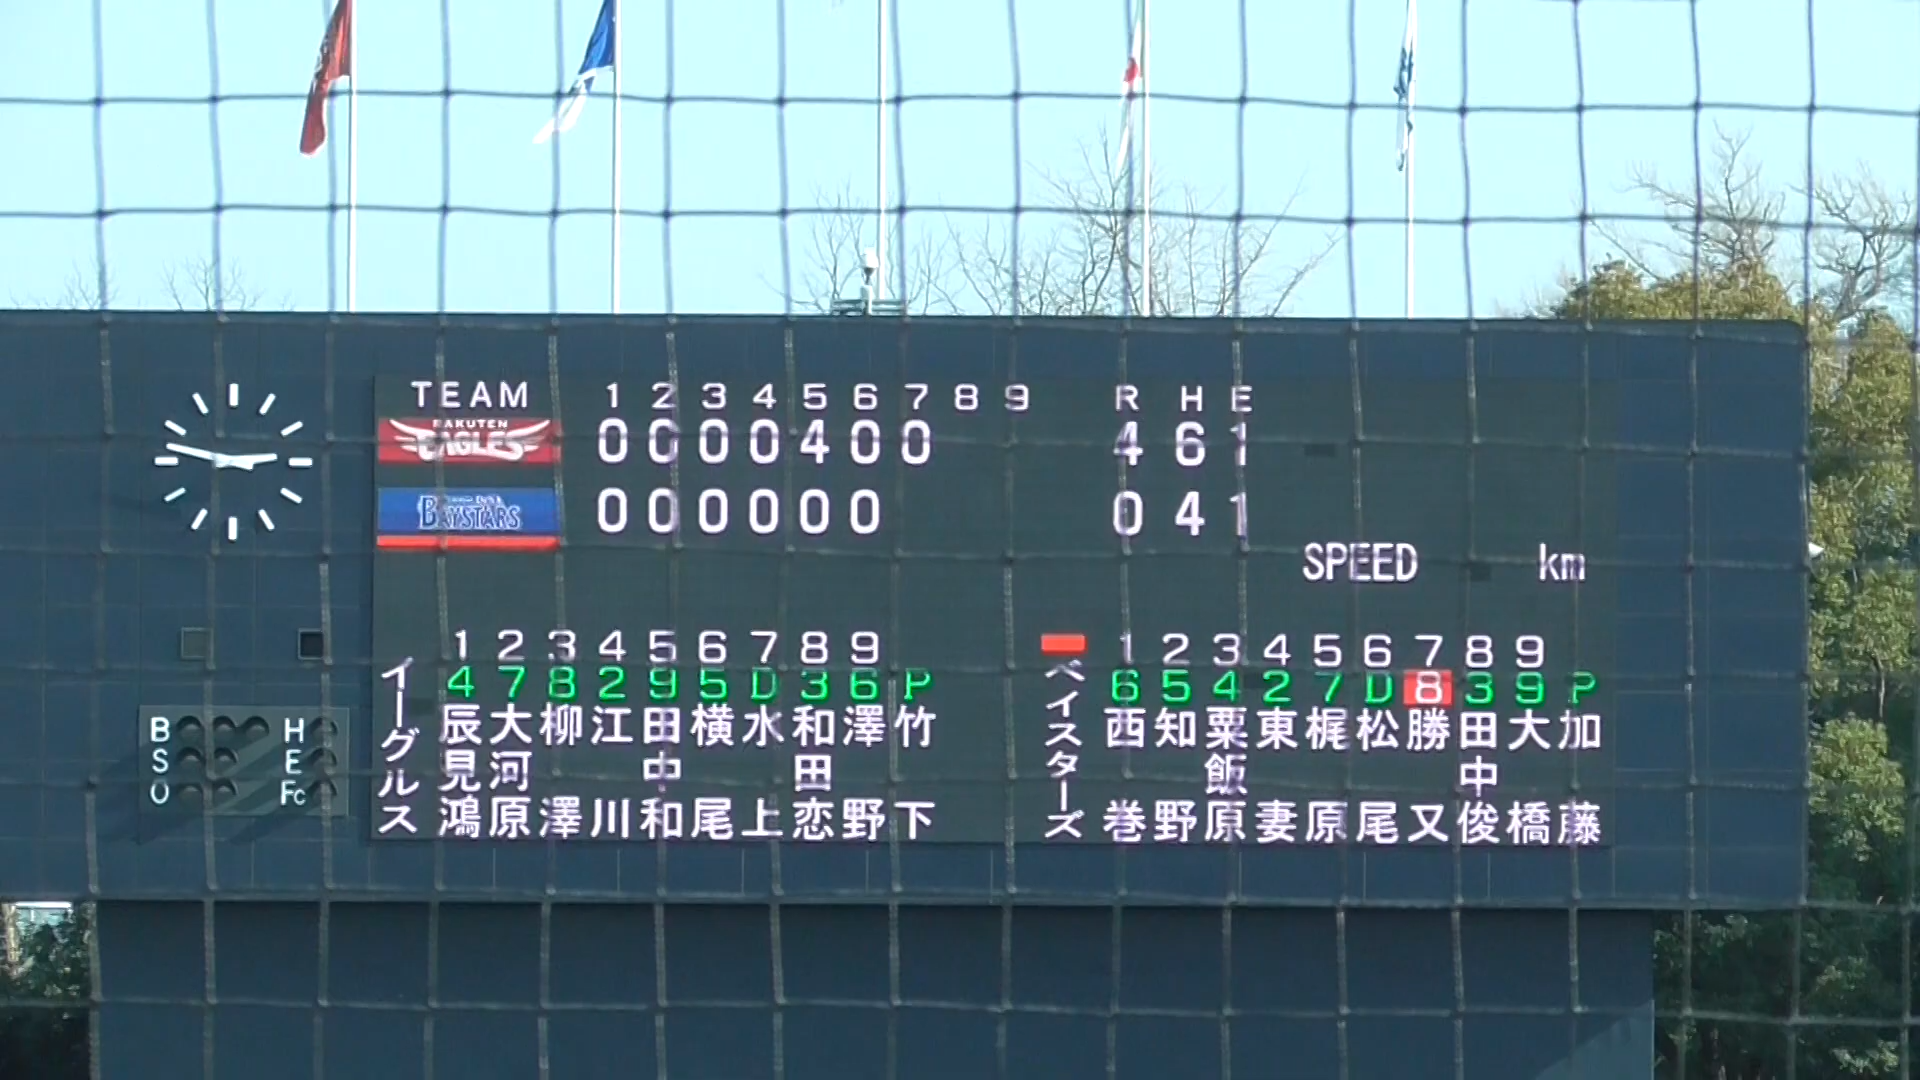 TEAM 1 2 3 4 5 6 7 8 9 R H E
RAKUTEN EAGLES 0 0 0 0 4 0 0 4 6 1
BAYSTARS 0 0 0 0 0 0 0 4 1
SPEED km
B H
S E
O Fc
イーグルス
1 2 3 4 5 6 7 8 9
4 7 8 2 9 5 D 3 6 P
辰見鴻
大河原
柳澤
江川
田中和
横尾
水上
和田恋
澤野
竹下
ベイスターズ
1 2 3 4 5 6 7 8 9
6 5 4 2 7 D 8 3 9 P
西巻
知野
粟飯原
東妻
梶原
松尾
勝又
田中俊
大橋
加藤